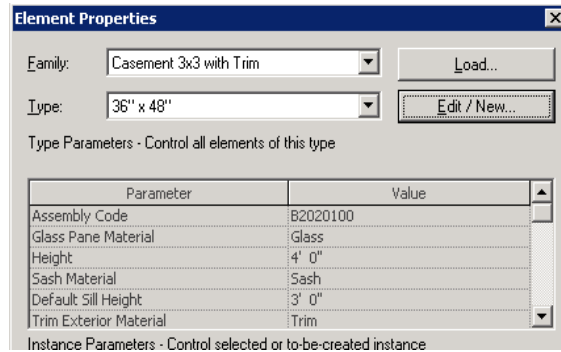 Element Properties
Family: Casement 3x3 with Trim Load...
Type: 36" x 48" Edit / New...
Type Parameters - Control all elements of this type
Parameter Value
Assembly Code B2020100
Glass Pane Material Glass
Height 4' 0"
Sash Material Sash
Default Sill Height 3' 0"
Trim Exterior Material Trim
Instance Parameters - Control selected or to-be-created instance